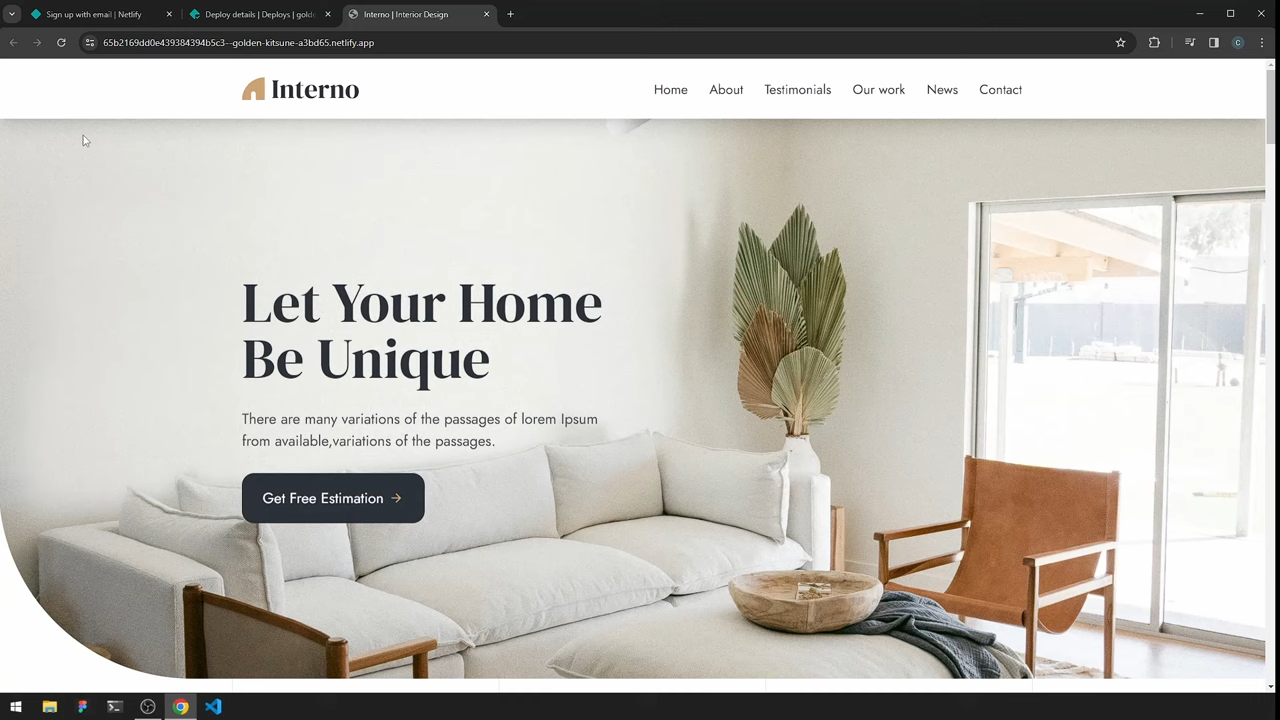 Sign up with email | Netlify
Deploy details | Deploys | golde
Interno | Interior Design
65b2169dd0e439384394b5c3--golden-kitsune-a3bd65.netlify.app
C
Interno
Home About Testimonials Our work News Contact
Let Your Home
Be Unique
There are many variations of the passages of lorem Ipsum
from available,variations of the passages.
Get Free Estimation →